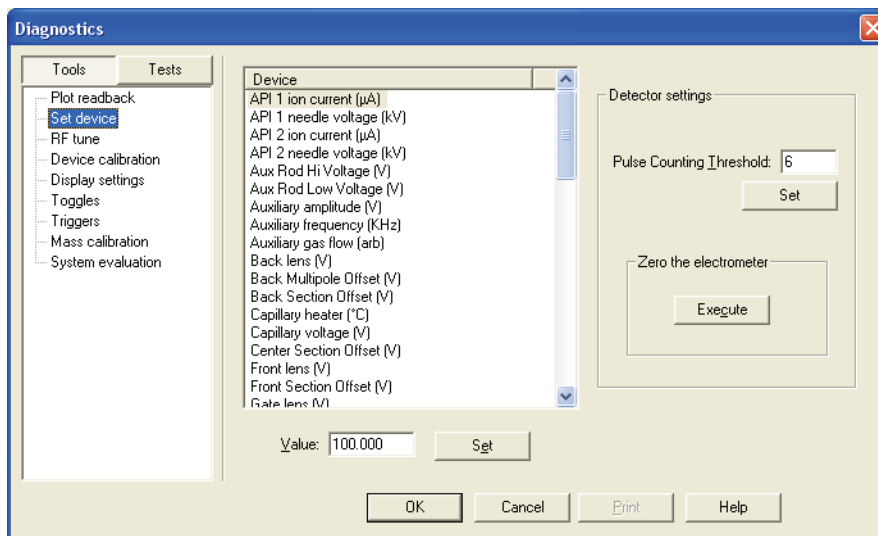 Diagnostics
Tools
Tests
Plot readback
Set device
RF tune
Device calibration
Display settings
Toggles
Triggers
Mass calibration
System evaluation
Device
API 1 ion current (µA)
API 1 needle voltage (kV)
API 2 ion current (µA)
API 2 needle voltage (kV)
Aux Rod Hi Voltage (V)
Aux Rod Low Voltage (V)
Auxiliary amplitude (V)
Auxiliary frequency (KHz)
Auxiliary gas flow (arb)
Back lens (V)
Back Multipole Offset (V)
Back Section Offset (V)
Capillary heater (°C)
Capillary voltage (V)
Center Section Offset (V)
Front lens (V)
Front Section Offset (V)
Gate lens (V)
Value: 100.000
Set
Detector settings
Pulse Counting Threshold: 6
Set
Zero the electrometer
Execute
OK
Cancel
Print
Help